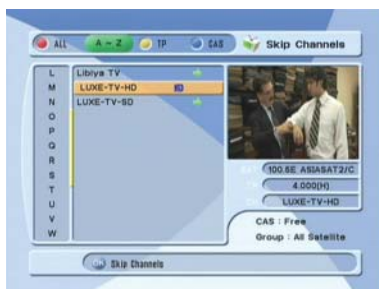 ALL A ~ Z TP CAS Skip Channels
L
M
N
O
P
Q
R
S
T
U
V
W
Libiya TV
LUXE-TV-HD
LUXE-TV-SD
100.5E ASIASAT2/C
4.000(H)
LUXE-TV-HD
CAS : Free
Group : All Satellite
Skip Channels